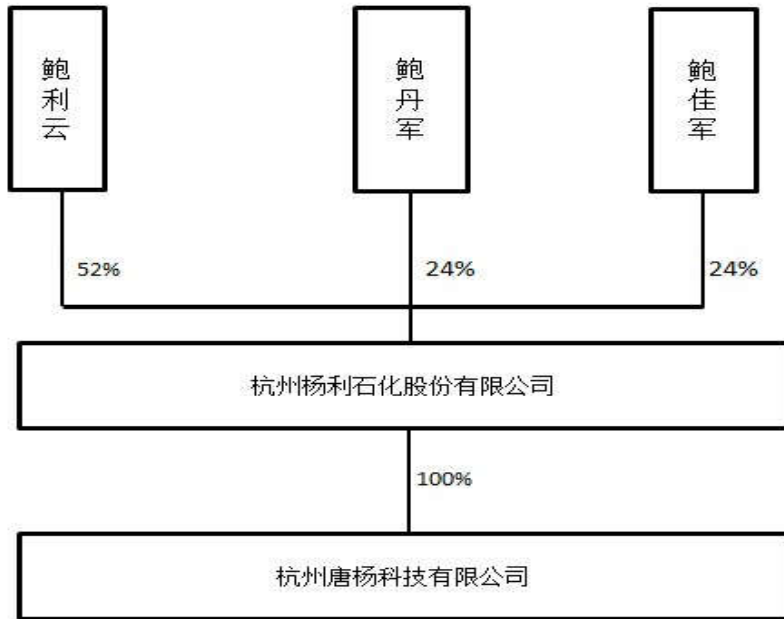 鲍利云
鲍丹军
鲍佳军
52%
24%
24%
杭州杨利石化股份有限公司
100%
杭州唐杨科技有限公司